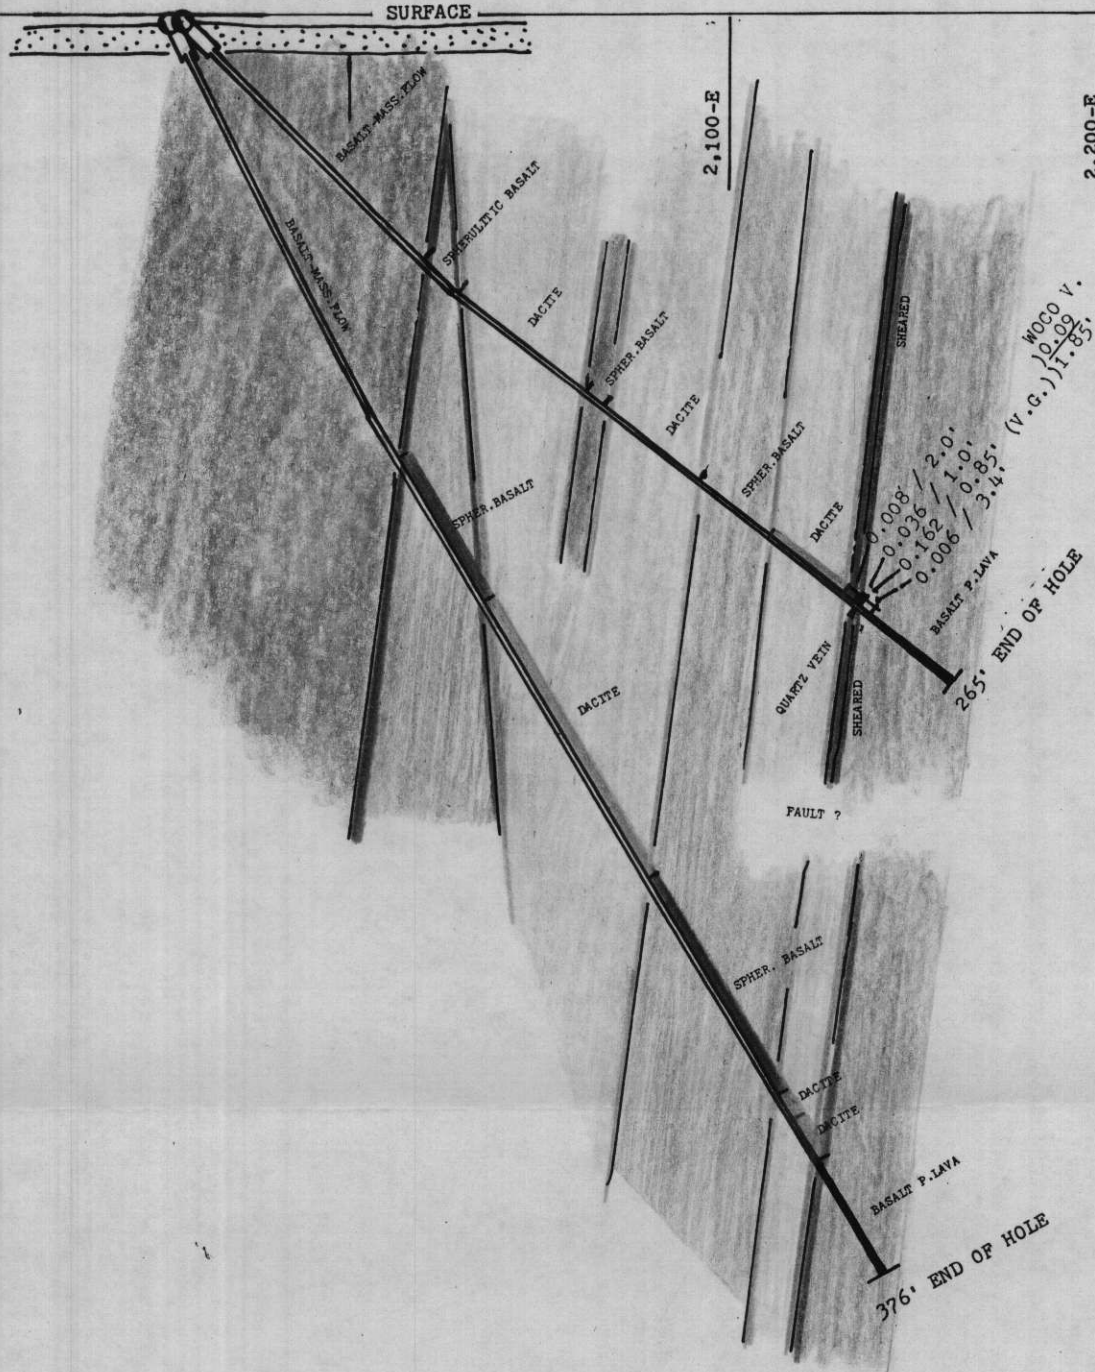 SURFACE
2,100-E
2,200-E
BASALT-MASS.FLOW
SPHERULITIC BASALT
DACITE
SPHER.BASALT
DACITE
SPHER.BASALT
DACITE
SHEARED
WOCO V.
)0.09
(V.G.))1.85'
0.008 / 2.0'
0.036 / 1.0'
0.162 / 0.85'
0.006 / 3.4'
BASALT P.LAVA
265' END OF HOLE
QUARTZ VEIN
SHEARED
FAULT ?
BASALT-MASS.FLOW
SPHER.BASALT
DACITE
SPHER. BASALT
DACITE
DACITE
BASALT P.LAVA
376' END OF HOLE